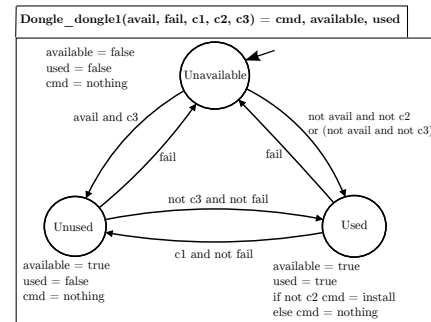 Dongle_dongle1(avail, fail, c1, c2, c3) = cmd, available, used
available = false
used = false
cmd = nothing
Unavailable
avail and c3
not avail and not c2
or (not avail and not c3)
fail
fail
not c3 and not fail
Unused
Used
c1 and not fail
available = true
used = false
cmd = nothing
available = true
used = true
if not c2 cmd = install
else cmd = nothing